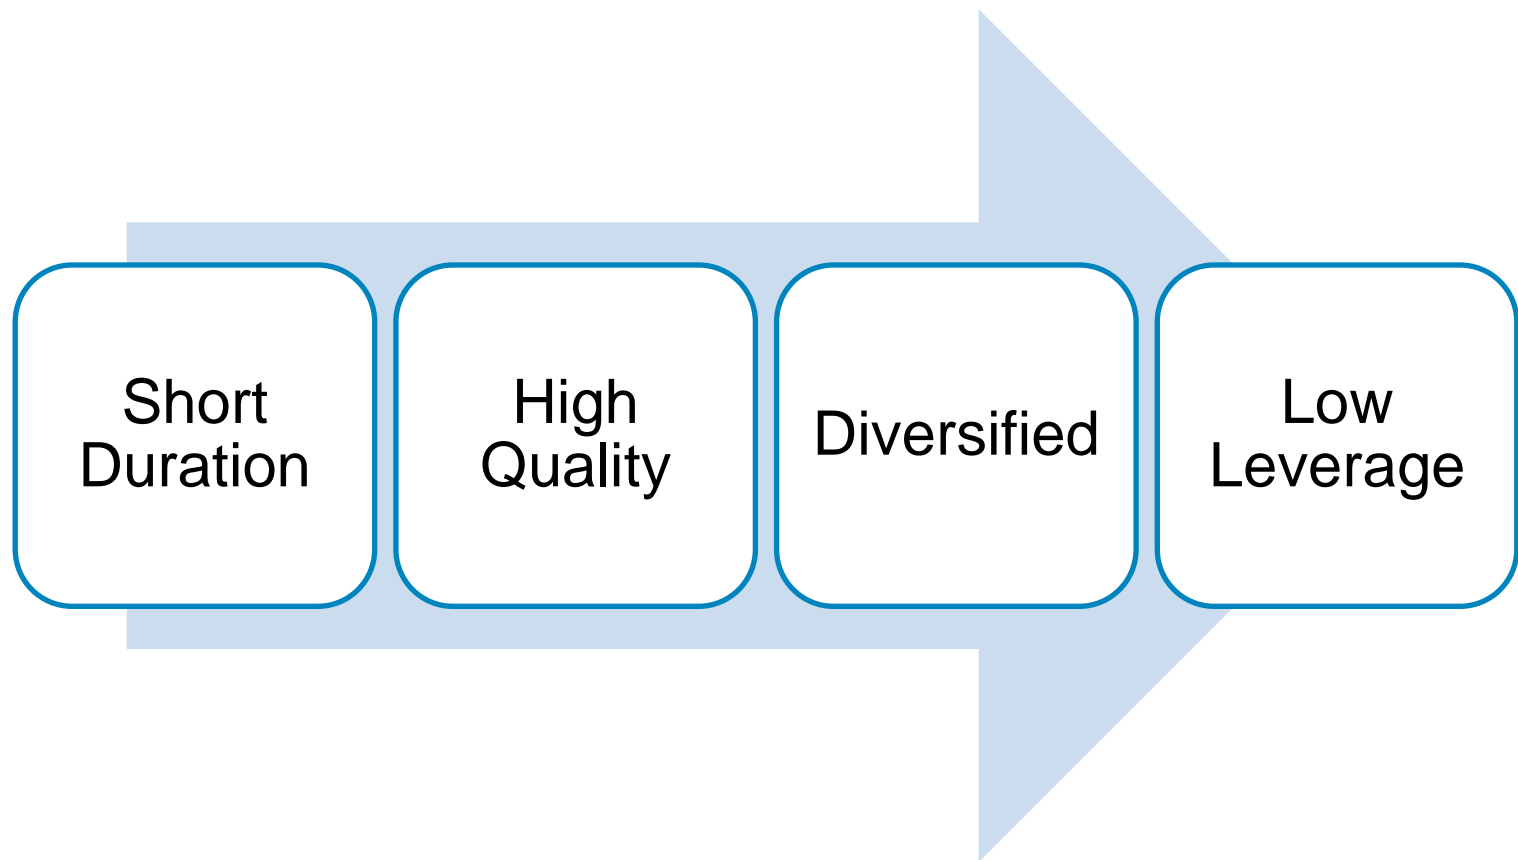 Short
Duration
High
Quality
Diversified
Low
Leverage